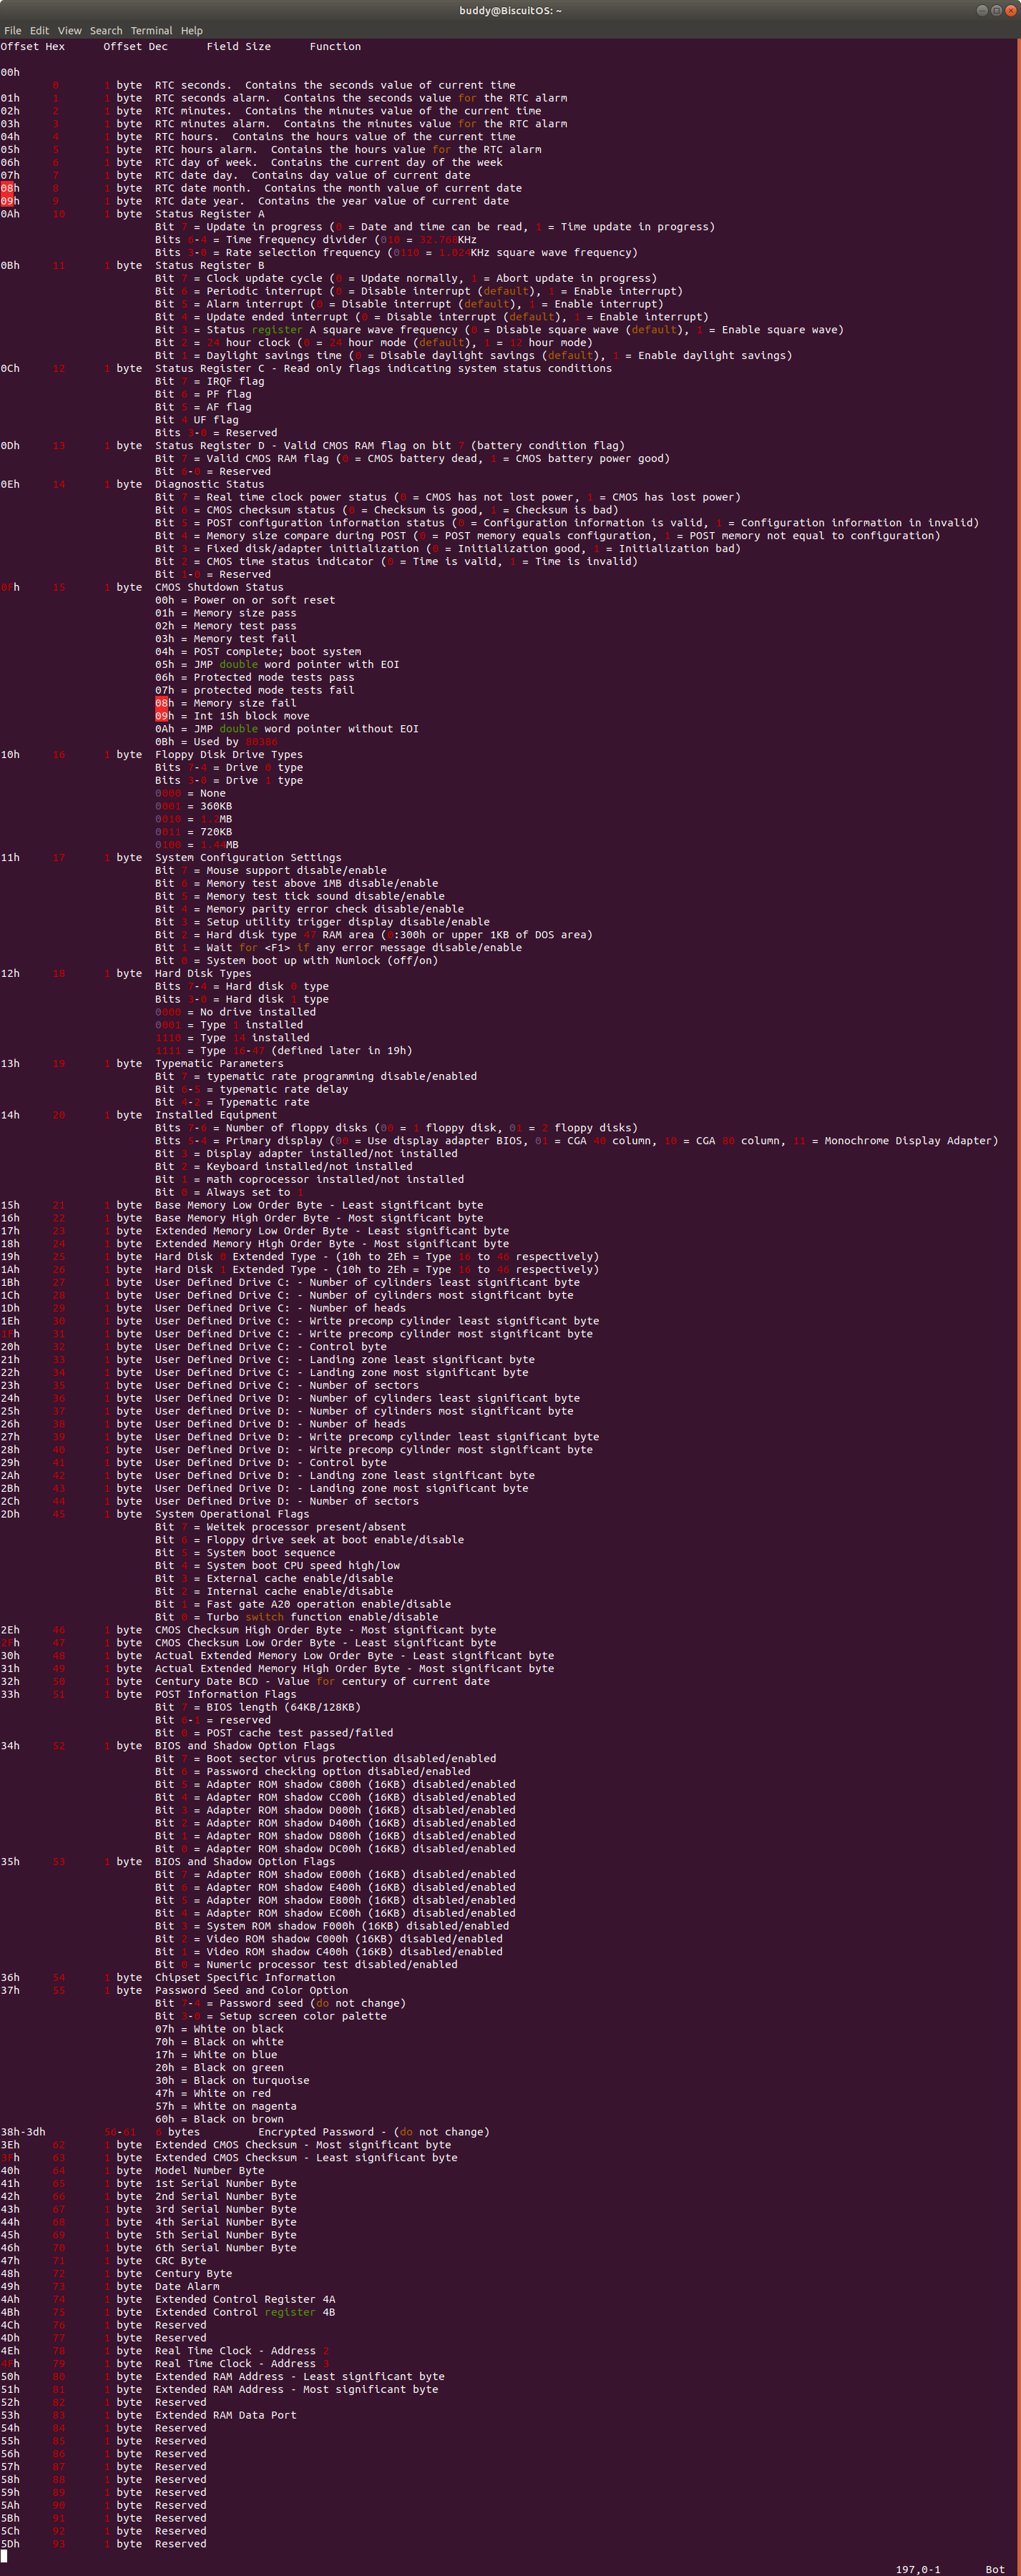 buddy@BiscuitOS: ~
File Edit View Search Terminal Help
Offset Hex Offset Dec Field Size Function
00h
0 1 byte RTC seconds. Contains the seconds value of current time
01h 1 1 byte RTC seconds alarm. Contains the seconds value for the RTC alarm
02h 2 1 byte RTC minutes. Contains the minutes value of the current time
03h 3 1 byte RTC minutes alarm. Contains the minutes value for the RTC alarm
04h 4 1 byte RTC hours. Contains the hours value of the current time
05h 5 1 byte RTC hours alarm. Contains the hours value for the RTC alarm
06h 6 1 byte RTC day of week. Contains the current day of the week
07h 7 1 byte RTC date day. Contains day value of current date
08h 8 1 byte RTC date month. Contains the month value of current date
09h 9 1 byte RTC date year. Contains the year value of current date
0Ah 10 1 byte Status Register A
Bit 7 = Update in progress (0 = Date and time can be read, 1 = Time update in progress)
Bits 6-4 = Time frequency divider (010 = 32.768KHz
Bits 3-0 = Rate selection frequency (0110 = 1.024KHz square wave frequency)
0Bh 11 1 byte Status Register B
Bit 7 = Clock update cycle (0 = Update normally, 1 = Abort update in progress)
Bit 6 = Periodic interrupt (0 = Disable interrupt (default), 1 = Enable interrupt)
Bit 5 = Alarm interrupt (0 = Disable interrupt (default), 1 = Enable interrupt)
Bit 4 = Update ended interrupt (0 = Disable interrupt (default), 1 = Enable interrupt)
Bit 3 = Status register A square wave frequency (0 = Disable square wave (default), 1 = Enable square wave)
Bit 2 = 24 hour clock (0 = 24 hour mode (default), 1 = 12 hour mode)
Bit 1 = Daylight savings time (0 = Disable daylight savings (default), 1 = Enable daylight savings)
0Ch 12 1 byte Status Register C - Read only flags indicating system status conditions
Bit 7 = IRQF flag
Bit 6 = PF flag
Bit 5 = AF flag
Bit 4 UF flag
Bits 3-0 = Reserved
0Dh 13 1 byte Status Register D - Valid CMOS RAM flag on bit 7 (battery condition flag)
Bit 7 = Valid CMOS RAM flag (0 = CMOS battery dead, 1 = CMOS battery power good)
Bit 6-0 = Reserved
0Eh 14 1 byte Diagnostic Status
Bit 7 = Real time clock power status (0 = CMOS has not lost power, 1 = CMOS has lost power)
Bit 6 = CMOS checksum status (0 = Checksum is good, 1 = Checksum is bad)
Bit 5 = POST configuration information status (0 = Configuration information is valid, 1 = Configuration information in invalid)
Bit 4 = Memory size compare during POST (0 = POST memory equals configuration, 1 = POST memory not equal to configuration)
Bit 3 = Fixed disk/adapter initialization (0 = Initialization good, 1 = Initialization bad)
Bit 2 = CMOS time status indicator (0 = Time is valid, 1 = Time is invalid)
Bit 1-0 = Reserved
0Fh 15 1 byte CMOS Shutdown Status
00h = Power on or soft reset
01h = Memory size pass
02h = Memory test pass
03h = Memory test fail
04h = POST complete; boot system
05h = JMP double word pointer with EOI
06h = Protected mode tests pass
07h = protected mode tests fail
08h = Memory size fail
09h = Int 15h block move
0Ah = JMP double word pointer without EOI
0Bh = Used by 80386
10h 16 1 byte Floppy Disk Drive Types
Bits 7-4 = Drive 0 type
Bits 3-0 = Drive 1 type
0000 = None
0001 = 360KB
0010 = 1.2MB
0011 = 720KB
0100 = 1.44MB
11h 17 1 byte System Configuration Settings
Bit 7 = Mouse support disable/enable
Bit 6 = Memory test above 1MB disable/enable
Bit 5 = Memory test tick sound disable/enable
Bit 4 = Memory parity error check disable/enable
Bit 3 = Setup utility trigger display disable/enable
Bit 2 = Hard disk type 47 RAM area (0:300h or upper 1KB of DOS area)
Bit 1 = Wait for <F1> if any error message disable/enable
Bit 0 = System boot up with Numlock (off/on)
12h 18 1 byte Hard Disk Types
Bits 7-4 = Hard disk 0 type
Bits 3-0 = Hard disk 1 type
0000 = No drive installed
0001 = Type 1 installed
1110 = Type 14 installed
1111 = Type 16-47 (defined later in 19h)
13h 19 1 byte Typematic Parameters
Bit 7 = typematic rate programming disable/enabled
Bit 6-5 = typematic rate delay
Bit 4-2 = Typematic rate
14h 20 1 byte Installed Equipment
Bits 7-6 = Number of floppy disks (00 = 1 floppy disk, 01 = 2 floppy disks)
Bits 5-4 = Primary display (00 = Use display adapter BIOS, 01 = CGA 40 column, 10 = CGA 80 column, 11 = Monochrome Display Adapter)
Bit 3 = Display adapter installed/not installed
Bit 2 = Keyboard installed/not installed
Bit 1 = math coprocessor installed/not installed
Bit 0 = Always set to 1
15h 21 1 byte Base Memory Low Order Byte - Least significant byte
16h 22 1 byte Base Memory High Order Byte - Most significant byte
17h 23 1 byte Extended Memory Low Order Byte - Least significant byte
18h 24 1 byte Extended Memory High Order Byte - Most significant byte
19h 25 1 byte Hard Disk 0 Extended Type - (10h to 2Eh = Type 16 to 46 respectively)
1Ah 26 1 byte Hard Disk 1 Extended Type - (10h to 2Eh = Type 16 to 46 respectively)
1Bh 27 1 byte User Defined Drive C: - Number of cylinders least significant byte
1Ch 28 1 byte User Defined Drive C: - Number of cylinders most significant byte
1Dh 29 1 byte User Defined Drive C: - Number of heads
1Eh 30 1 byte User Defined Drive C: - Write precomp cylinder least significant byte
1Fh 31 1 byte User Defined Drive C: - Write precomp cylinder most significant byte
20h 32 1 byte User Defined Drive C: - Control byte
21h 33 1 byte User Defined Drive C: - Landing zone least significant byte
22h 34 1 byte User Defined Drive C: - Landing zone most significant byte
23h 35 1 byte User Defined Drive C: - Number of sectors
24h 36 1 byte User Defined Drive D: - Number of cylinders least significant byte
25h 37 1 byte User defined Drive D: - Number of cylinders most significant byte
26h 38 1 byte User Defined Drive D: - Number of heads
27h 39 1 byte User Defined Drive D: - Write precomp cylinder least significant byte
28h 40 1 byte User Defined Drive D: - Write precomp cylinder most significant byte
29h 41 1 byte User Defined Drive D: - Control byte
2Ah 42 1 byte User Defined Drive D: - Landing zone least significant byte
2Bh 43 1 byte User Defined Drive D: - Landing zone most significant byte
2Ch 44 1 byte User Defined Drive D: - Number of sectors
2Dh 45 1 byte System Operational Flags
Bit 7 = Weitek processor present/absent
Bit 6 = Floppy drive seek at boot enable/disable
Bit 5 = System boot sequence
Bit 4 = System boot CPU speed high/low
Bit 3 = External cache enable/disable
Bit 2 = Internal cache enable/disable
Bit 1 = Fast gate A20 operation enable/disable
Bit 0 = Turbo switch function enable/disable
2Eh 46 1 byte CMOS Checksum High Order Byte - Most significant byte
2Fh 47 1 byte CMOS Checksum Low Order Byte - Least significant byte
30h 48 1 byte Actual Extended Memory Low Order Byte - Least significant byte
31h 49 1 byte Actual Extended Memory High Order Byte - Most significant byte
32h 50 1 byte Century Date BCD - Value for century of current date
33h 51 1 byte POST Information Flags
Bit 7 = BIOS length (64KB/128KB)
Bit 6-1 = reserved
Bit 0 = POST cache test passed/failed
34h 52 1 byte BIOS and Shadow Option Flags
Bit 7 = Boot sector virus protection disabled/enabled
Bit 6 = Password checking option disabled/enabled
Bit 5 = Adapter ROM shadow C800h (16KB) disabled/enabled
Bit 4 = Adapter ROM shadow CC00h (16KB) disabled/enabled
Bit 3 = Adapter ROM shadow D000h (16KB) disabled/enabled
Bit 2 = Adapter ROM shadow D400h (16KB) disabled/enabled
Bit 1 = Adapter ROM shadow D800h (16KB) disabled/enabled
Bit 0 = Adapter ROM shadow DC00h (16KB) disabled/enabled
35h 53 1 byte BIOS and Shadow Option Flags
Bit 7 = Adapter ROM shadow E000h (16KB) disabled/enabled
Bit 6 = Adapter ROM shadow E400h (16KB) disabled/enabled
Bit 5 = Adapter ROM shadow E800h (16KB) disabled/enabled
Bit 4 = Adapter ROM shadow EC00h (16KB) disabled/enabled
Bit 3 = System ROM shadow F000h (16KB) disabled/enabled
Bit 2 = Video ROM shadow C000h (16KB) disabled/enabled
Bit 1 = Video ROM shadow C400h (16KB) disabled/enabled
Bit 0 = Numeric processor test disabled/enabled
36h 54 1 byte Chipset Specific Information
37h 55 1 byte Password Seed and Color Option
Bit 7-4 = Password seed (do not change)
Bit 3-0 = Setup screen color palette
07h = White on black
70h = Black on white
17h = White on blue
20h = Black on green
30h = Black on turquoise
47h = White on red
57h = White on magenta
60h = Black on brown
38h-3dh 56-61 6 bytes Encrypted Password - (do not change)
3Eh 62 1 byte Extended CMOS Checksum - Most significant byte
3Fh 63 1 byte Extended CMOS Checksum - Least significant byte
40h 64 1 byte Model Number Byte
41h 65 1 byte 1st Serial Number Byte
42h 66 1 byte 2nd Serial Number Byte
43h 67 1 byte 3rd Serial Number Byte
44h 68 1 byte 4th Serial Number Byte
45h 69 1 byte 5th Serial Number Byte
46h 70 1 byte 6th Serial Number Byte
47h 71 1 byte CRC Byte
48h 72 1 byte Century Byte
49h 73 1 byte Date Alarm
4Ah 74 1 byte Extended Control Register 4A
4Bh 75 1 byte Extended Control register 4B
4Ch 76 1 byte Reserved
4Dh 77 1 byte Reserved
4Eh 78 1 byte Real Time Clock - Address 2
4Fh 79 1 byte Real Time Clock - Address 3
50h 80 1 byte Extended RAM Address - Least significant byte
51h 81 1 byte Extended RAM Address - Most significant byte
52h 82 1 byte Reserved
53h 83 1 byte Extended RAM Data Port
54h 84 1 byte Reserved
55h 85 1 byte Reserved
56h 86 1 byte Reserved
57h 87 1 byte Reserved
58h 88 1 byte Reserved
59h 89 1 byte Reserved
5Ah 90 1 byte Reserved
5Bh 91 1 byte Reserved
5Ch 92 1 byte Reserved
5Dh 93 1 byte Reserved
197,0-1 Bot